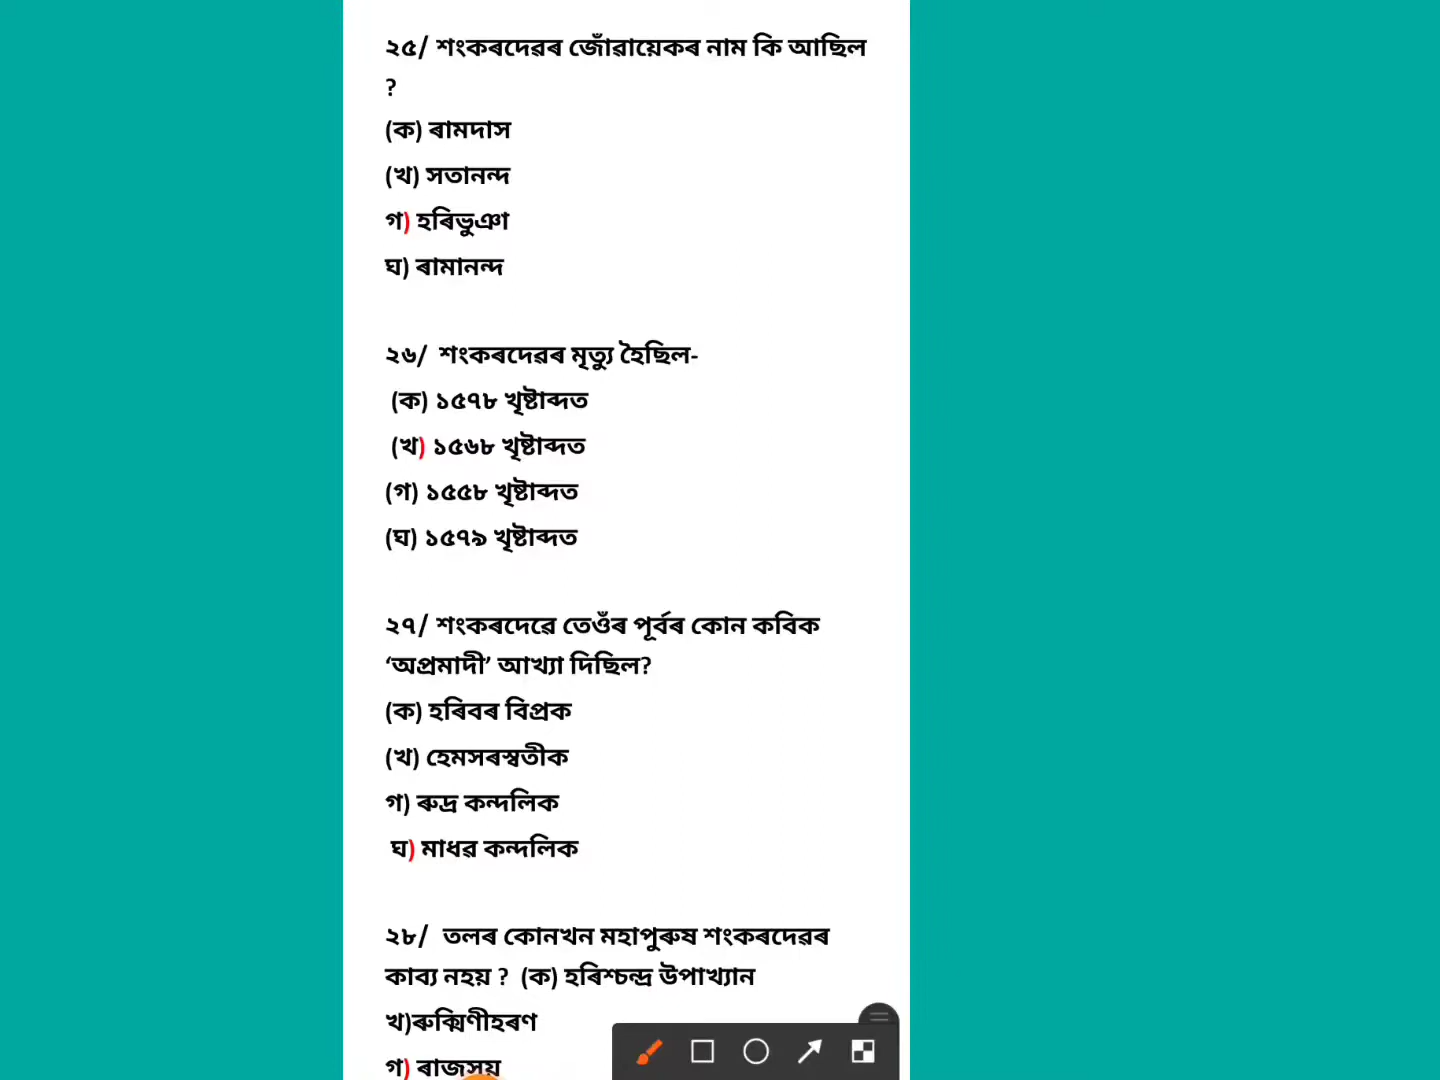 ২৫/ শংকৰদেৱৰ জোঁৱায়েকৰ নাম কি আছিল
?
(ক) ৰামদাস
(খ) সতানন্দ
গ) হৰিভুঞা
ঘ) ৰামানন্দ
২৬/ শংকৰদেৱৰ মৃত্যু হৈছিল-
(ক) ১৫৭৮ খৃষ্টাব্দত
(খ) ১৫৬৮ খৃষ্টাব্দত
(গ) ১৫৫৮ খৃষ্টাব্দত
(ঘ) ১৫৭৯ খৃষ্টাব্দত
২৭/ শংকৰদেৱে তেওঁৰ পূৰ্বৰ কোন কবিক
‘অপ্ৰমাদী’ আখ্যা দিছিল?
(ক) হৰিবৰ বিপ্ৰক
(খ) হেমসৰস্বতীক
গ) ৰুদ্ৰ কন্দলিক
ঘ) মাধৱ কন্দলিক
২৮/ তলৰ কোনখন মহাপুৰুষ শংকৰদেৱৰ
কাব্য নহয় ? (ক) হৰিশ্চন্দ্ৰ উপাখ্যান
খ)ৰুক্মিণীহৰণ
গ) ৰাজসূয়